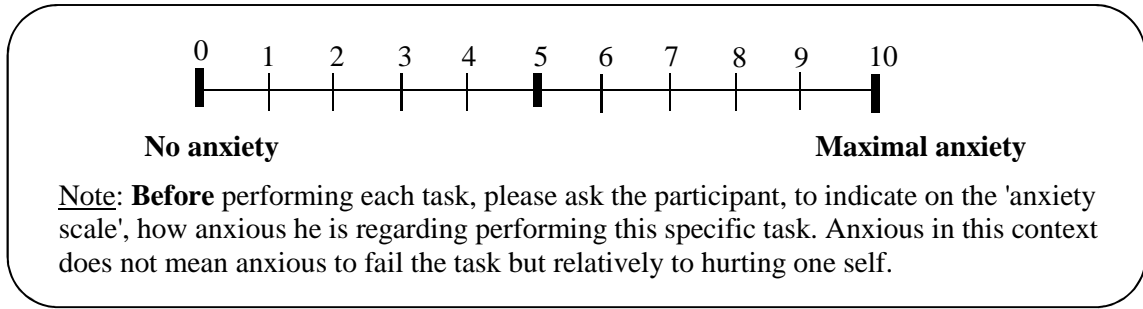 0 1 2 3 4 5 6 7 8 9 10
No anxiety Maximal anxiety
Note: Before performing each task, please ask the participant, to indicate on the 'anxiety
scale', how anxious he is regarding performing this specific task. Anxious in this context
does not mean anxious to fail the task but relatively to hurting one self.